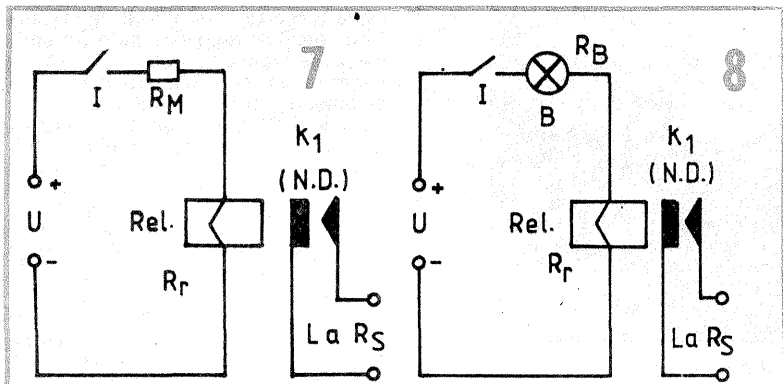 7
I
R_M
K_1
(N.D.)
+
U
-
Rel.
R_r
La R_S
8
R_B
I
B
K_1
(N.D.)
+
U
-
Rel.
R_r
La R_S